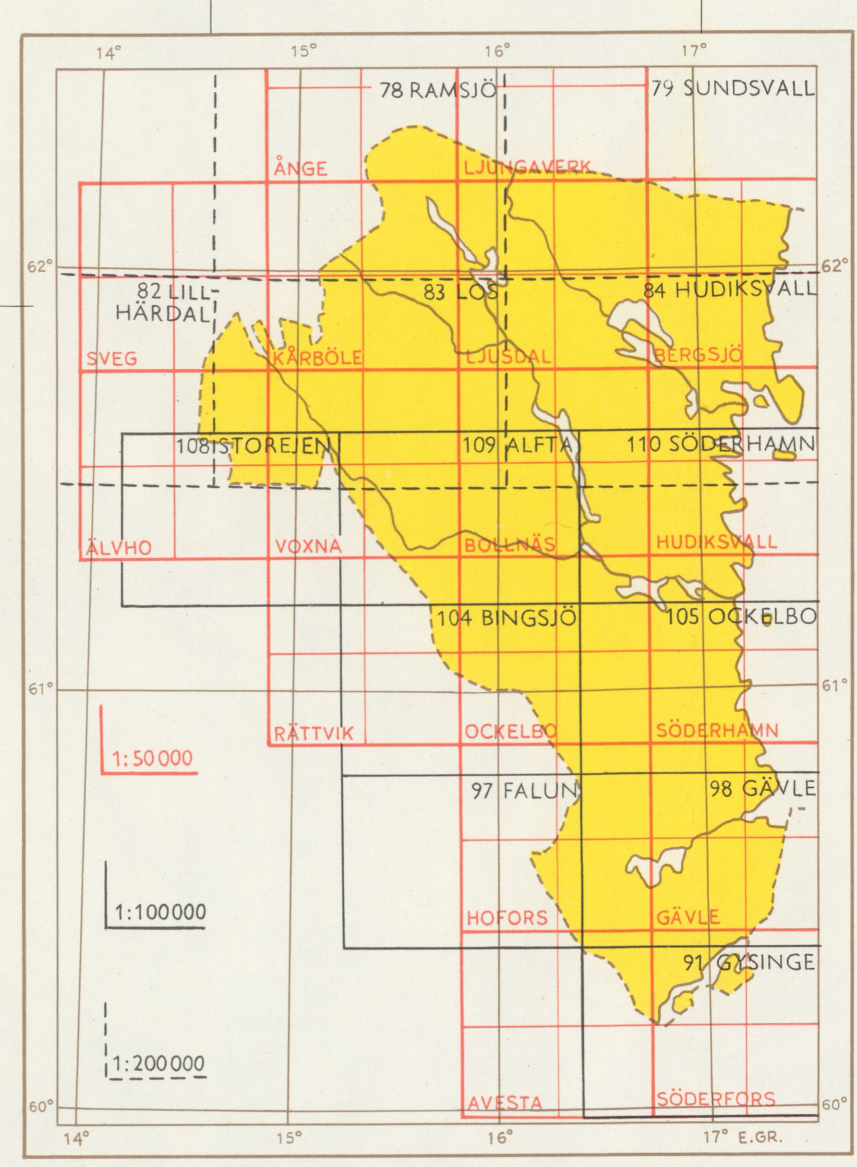 14° 15° 16° 17°
78 RAMSJÖ 79 SUNDSVALL
ÅNGE LJUNGAVERK
62° 62°
82 LILL-
HÄRDAL
83 LOS 84 HUDIKSVALL
SVEG KÅRBÖLE LJUSDAL BERGSJÖ
108 STOREJEN 109 ALFTA 110 SÖDERHAMN
ÄLVHO VOXNA BOLLNÄS HUDIKSVALL
104 BINGSJÖ 105 OCKELBO
61° 61°
RÄTTVIK OCKELBO SÖDERHAMN
1:50 000
97 FALUN 98 GÄVLE
1:100 000
HOFORS GÄVLE
91 GYSINGE
1:200 000
AVESTA SÖDERFORS
60° 60°
14° 15° 16° 17° E.GR.